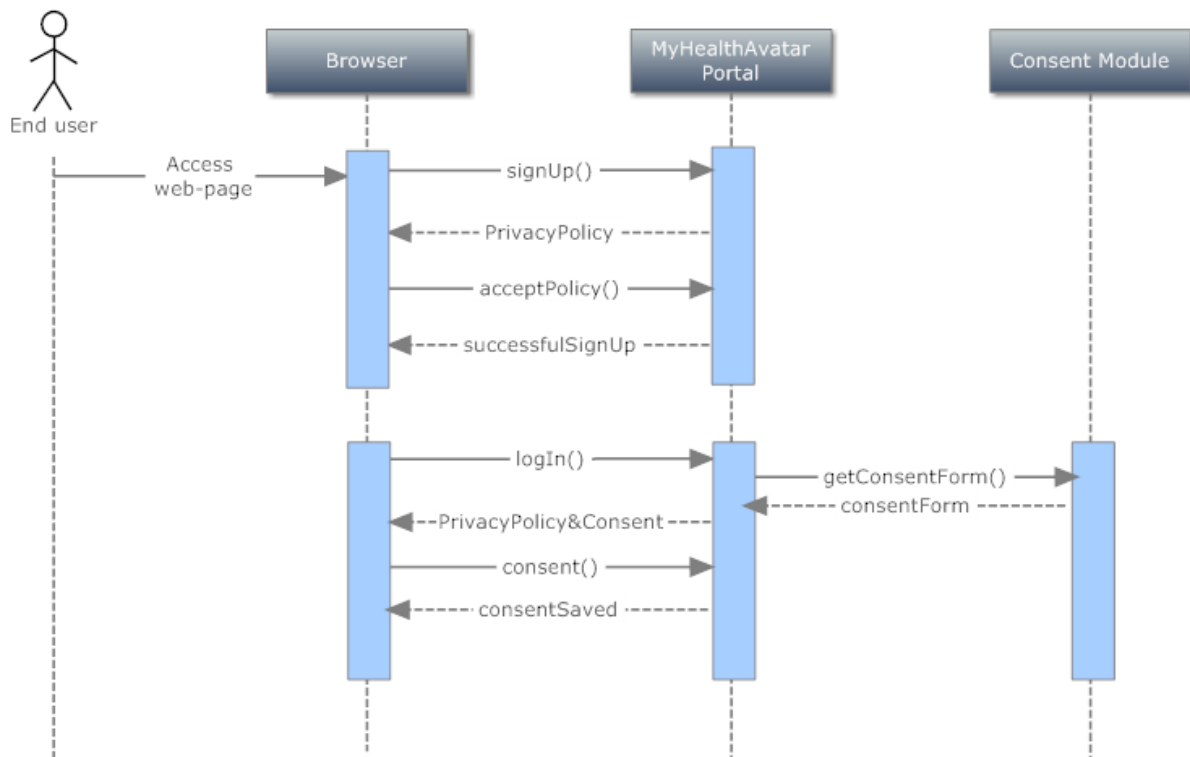 Browser
MyHealthAvatar
Portal
Consent Module
End user
Access
web-page
signUp()
PrivacyPolicy
acceptPolicy()
successfulSignUp
logIn()
getConsentForm()
consentForm
PrivacyPolicy&Consent
consent()
consentSaved